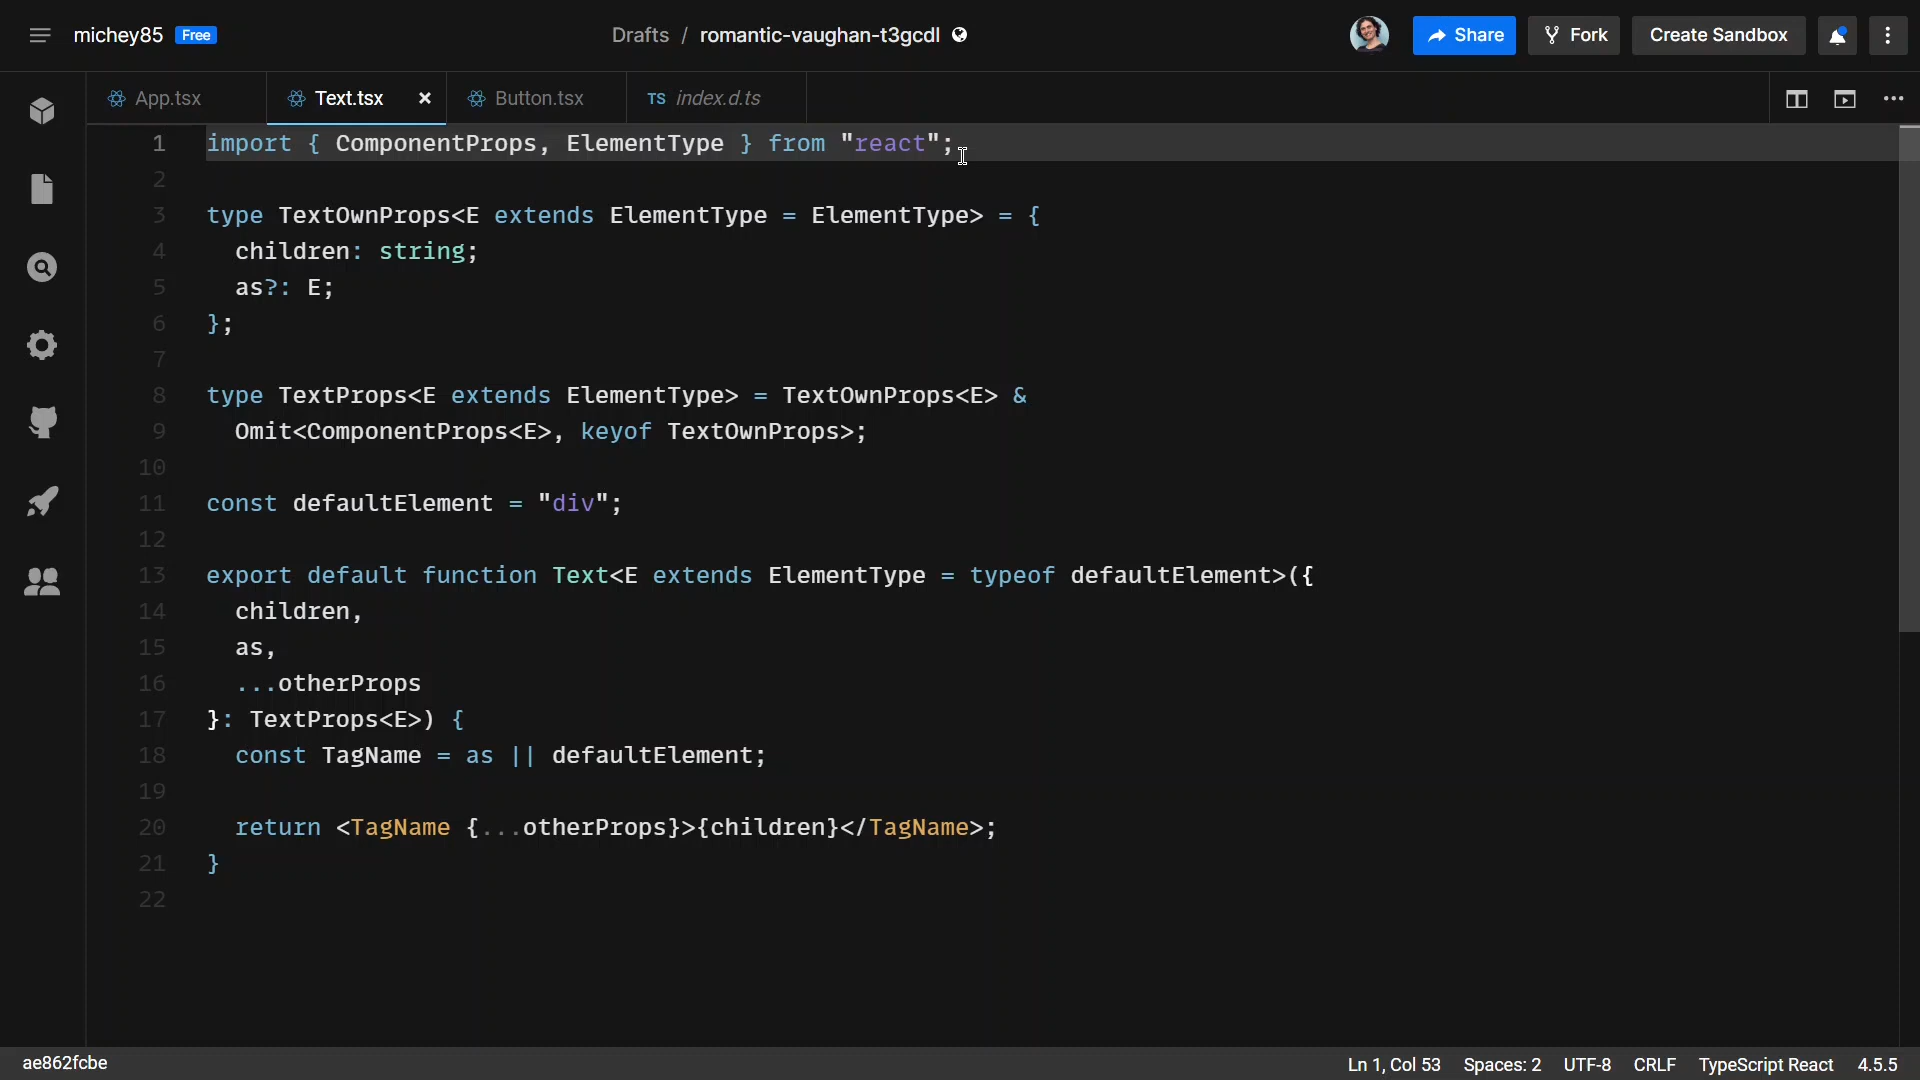 michey85 Free Drafts / romantic-vaughan-t3gcdl Share Fork Create Sandbox
App.tsx Text.tsx Button.tsx TS index.d.ts
1 import { ComponentProps, ElementType } from "react";
2
3 type TextOwnProps<E extends ElementType = ElementType> = {
4 children: string;
5 as?: E;
6 };
7
8 type TextProps<E extends ElementType> = TextOwnProps<E> &
9 Omit<ComponentProps<E>, keyof TextOwnProps>;
10
11 const defaultElement = "div";
12
13 export default function Text<E extends ElementType = typeof defaultElement>({
14 children,
15 as,
16 ...otherProps
17 }: TextProps<E>) {
18 const TagName = as || defaultElement;
19
20 return <TagName {...otherProps}>{children}</TagName>;
21 }
22
ae862fcbe Ln 1, Col 53 Spaces: 2 UTF-8 CRLF TypeScript React 4.5.5